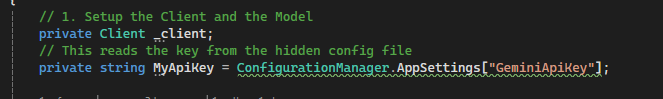 // 1. Setup the Client and the Model
private Client _client;
// This reads the key from the hidden config file
private string MyApiKey = ConfigurationManager.AppSettings["GeminiApiKey"];